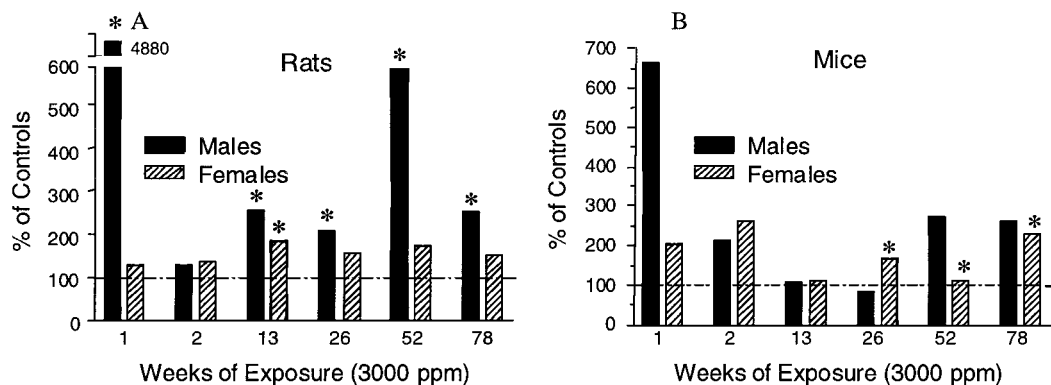 * A
4880
Rats
*
600
500
400
300
200
100
0
% of Controls
Males
Females
*
*
*
*
1 2 13 26 52 78
Weeks of Exposure (3000 ppm)
B
Mice
700
600
500
400
300
200
100
0
% of Controls
Males
Females
*
*
*
1 2 13 26 52 78
Weeks of Exposure (3000 ppm)